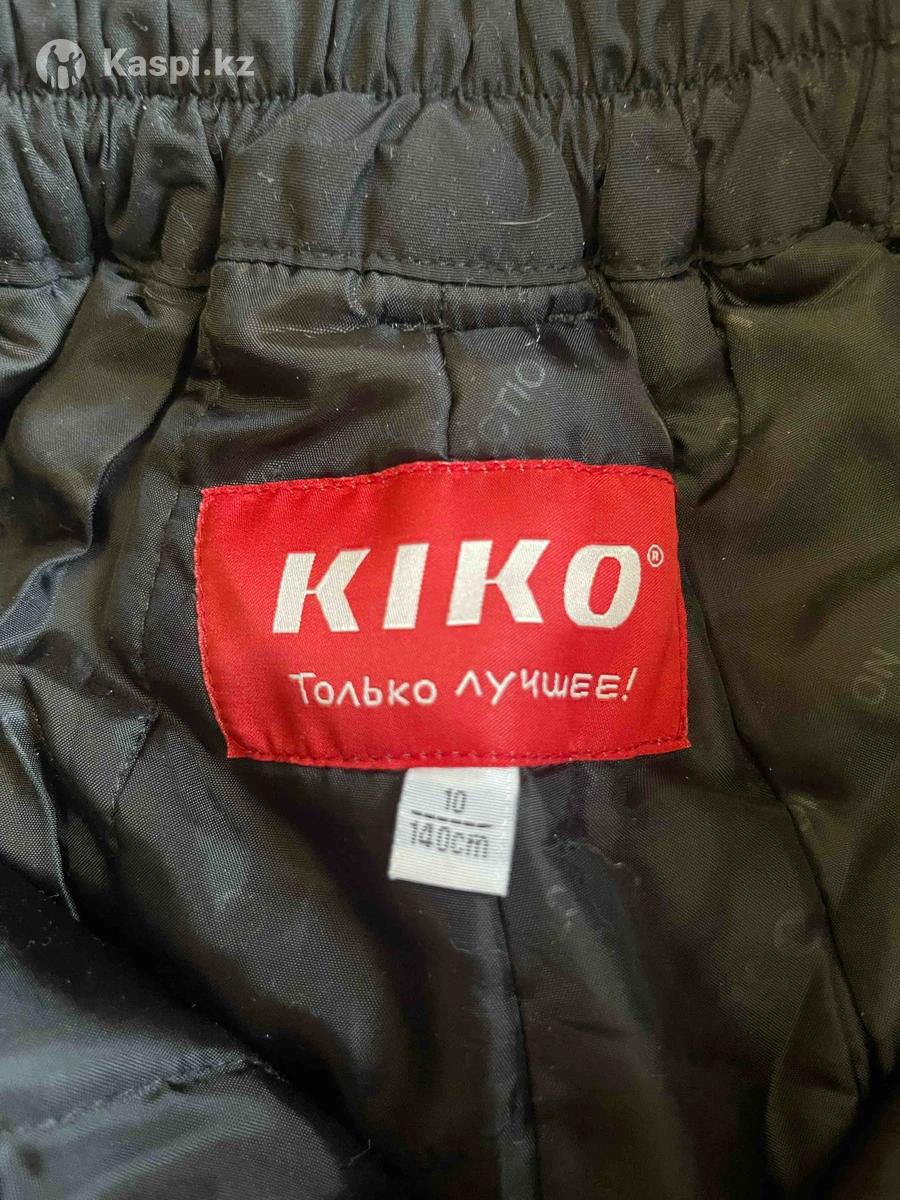 Kaspi.kz
KIKO®
Только лучшее!
10
140cm